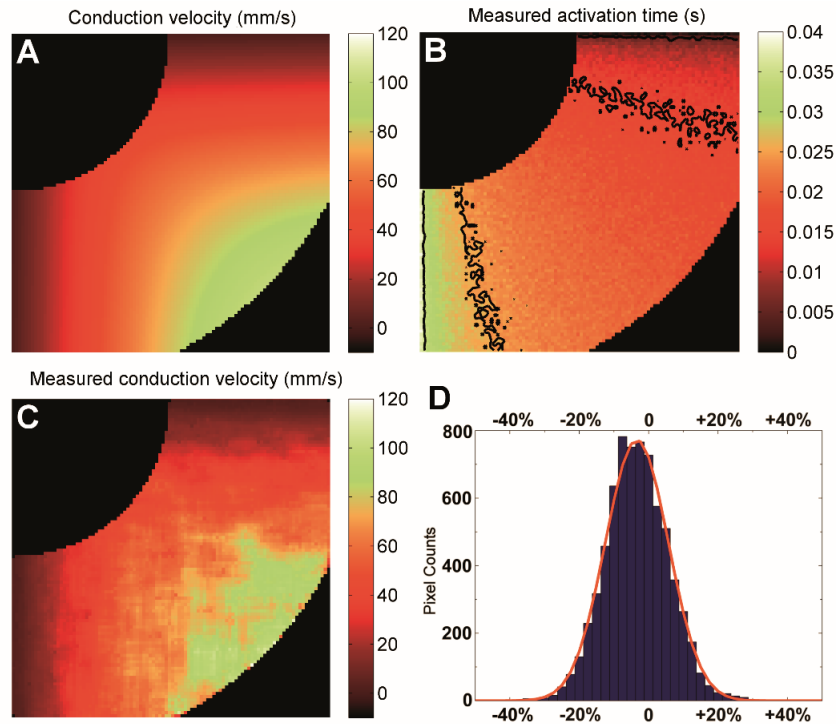 Conduction velocity (mm/s)
A
120
100
80
60
40
20
0
Measured activation time (s)
B
0.04
0.035
0.03
0.025
0.02
0.015
0.01
0.005
0
Measured conduction velocity (mm/s)
C
120
100
80
60
40
20
0
D
-40% -20% 0 +20% +40%
800
600
400
200
0
Pixel Counts
-40% -20% 0 +20% +40%